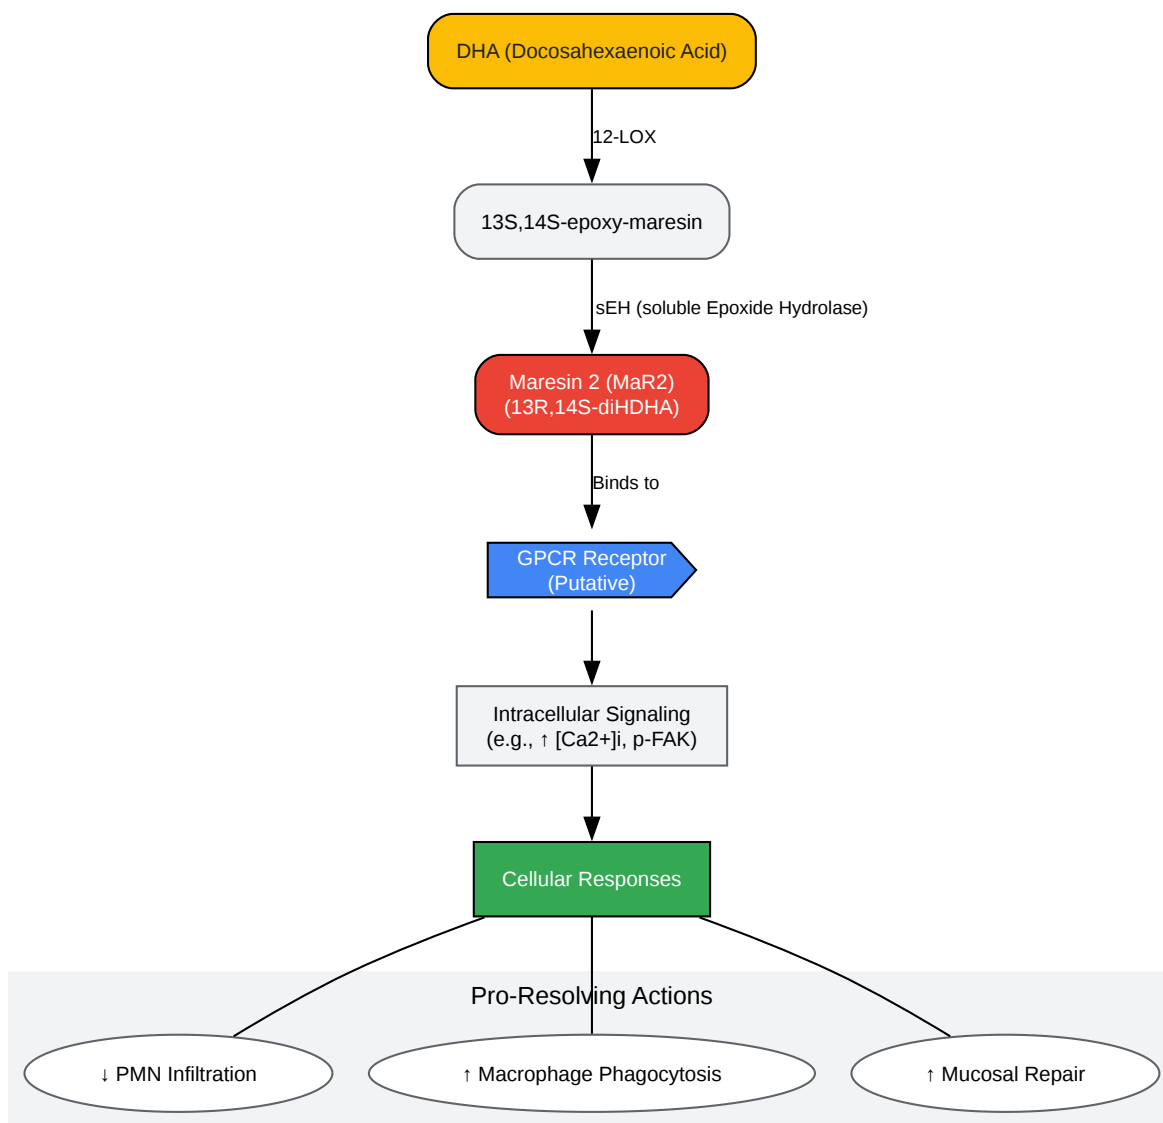 DHA (Docosahexaenoic Acid)
12-LOX
13S,14S-epoxy-maresin
sEH (soluble Epoxide Hydrolase)
Maresin 2 (MaR2)
(13R,14S-diHDHA)
Binds to
GPCR Receptor
(Putative)
Intracellular Signaling
(e.g., ↑ [Ca2+]i, p-FAK)
Cellular Responses
Pro-Resolving Actions
↓ PMN Infiltration
↑ Macrophage Phagocytosis
↑ Mucosal Repair